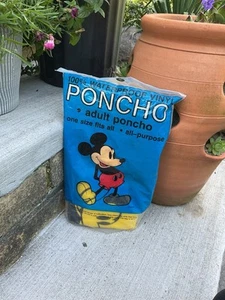 100% WATERPROOF VINYL
PONCHO
• adult poncho
one size fits all • all-purpose